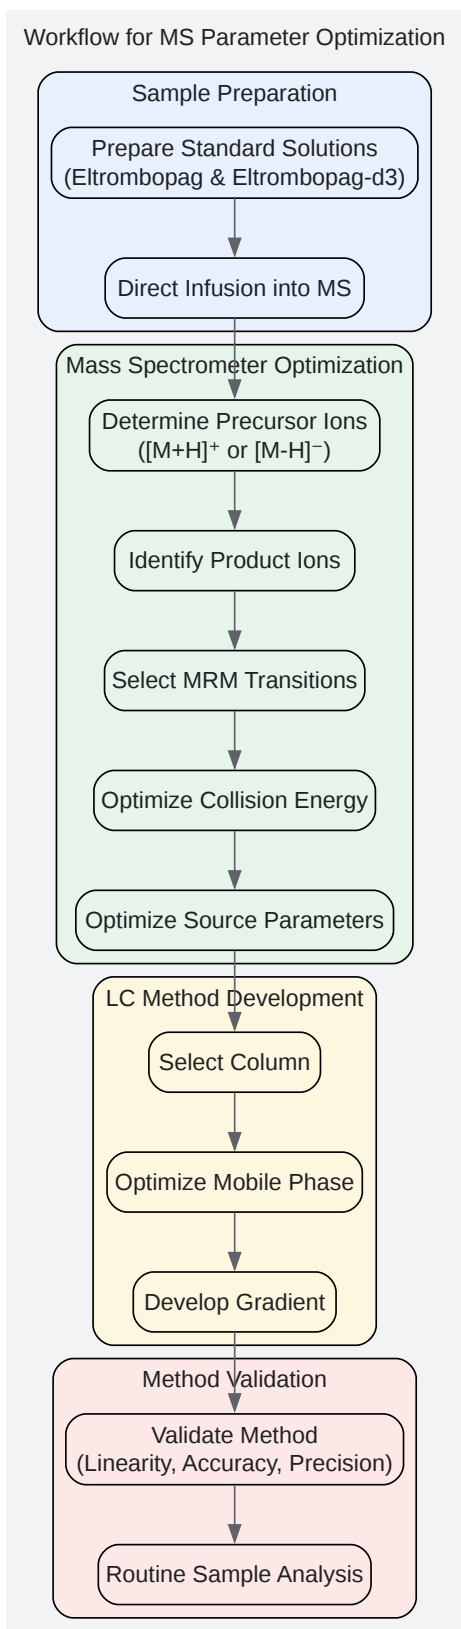 Workflow for MS Parameter Optimization
Sample Preparation
Prepare Standard Solutions
(Eltrombopag & Eltrombopag-d3)
Direct Infusion into MS
Mass Spectrometer Optimization
Determine Precursor Ions
([M+H]⁺ or [M-H]⁻)
Identify Product Ions
Select MRM Transitions
Optimize Collision Energy
Optimize Source Parameters
LC Method Development
Select Column
Optimize Mobile Phase
Develop Gradient
Method Validation
Validate Method
(Linearity, Accuracy, Precision)
Routine Sample Analysis